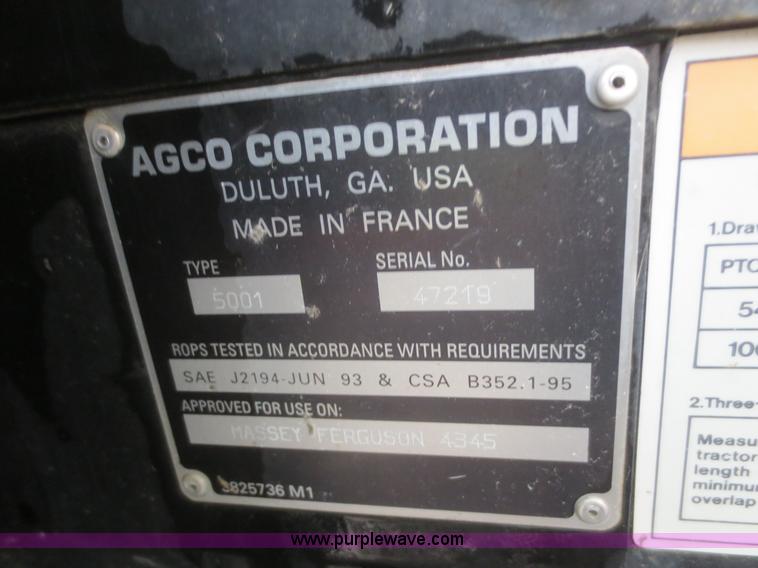 AGCO CORPORATION
DULUTH, GA. USA
MADE IN FRANCE
TYPE
5001
SERIAL No.
47219
ROPS TESTED IN ACCORDANCE WITH REQUIREMENTS
SAE J2194-JUN 93 & CSA B352.1-95
APPROVED FOR USE ON:
MASSEY FERGUSON 4345
3825736 M1
1.Dra
PTO
54
100
2.Three-
Measu
tractor
length
minimum
overlap
www.purplewave.com